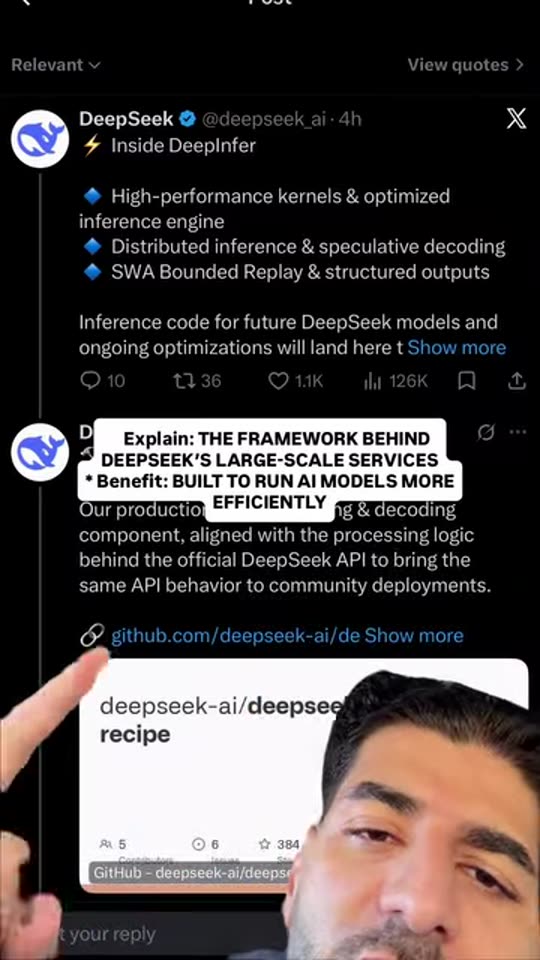 Post
Relevant
View quotes
DeepSeek @deepseek_ai · 4h
⚡ Inside DeepInfer
🔹 High-performance kernels & optimized
inference engine
🔹 Distributed inference & speculative decoding
🔹 SWA Bounded Replay & structured outputs
Inference code for future DeepSeek models and
ongoing optimizations will land here t Show more
10 36 1.1K 126K
D
Explain: THE FRAMEWORK BEHIND
DEEPSEEK'S LARGE-SCALE SERVICES
* Benefit: BUILT TO RUN AI MODELS MORE
EFFICIENTLY
Our production & decoding
component, aligned with the processing logic
behind the official DeepSeek API to bring the
same API behavior to community deployments.
🔗 github.com/deepseek-ai/de Show more
deepseek-ai/deepsee
recipe
5 6 384
Contributors Issues
GitHub - deepseek-ai/deepse
your reply